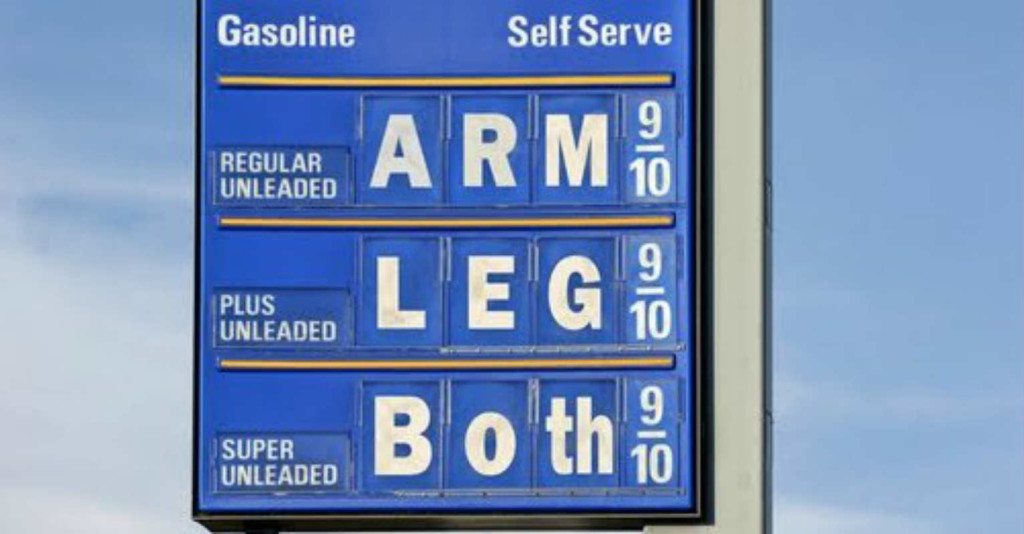 Gasoline Self Serve
REGULAR
UNLEADED
ARM 9/10
PLUS
UNLEADED
LEG 9/10
SUPER
UNLEADED
Both 9/10